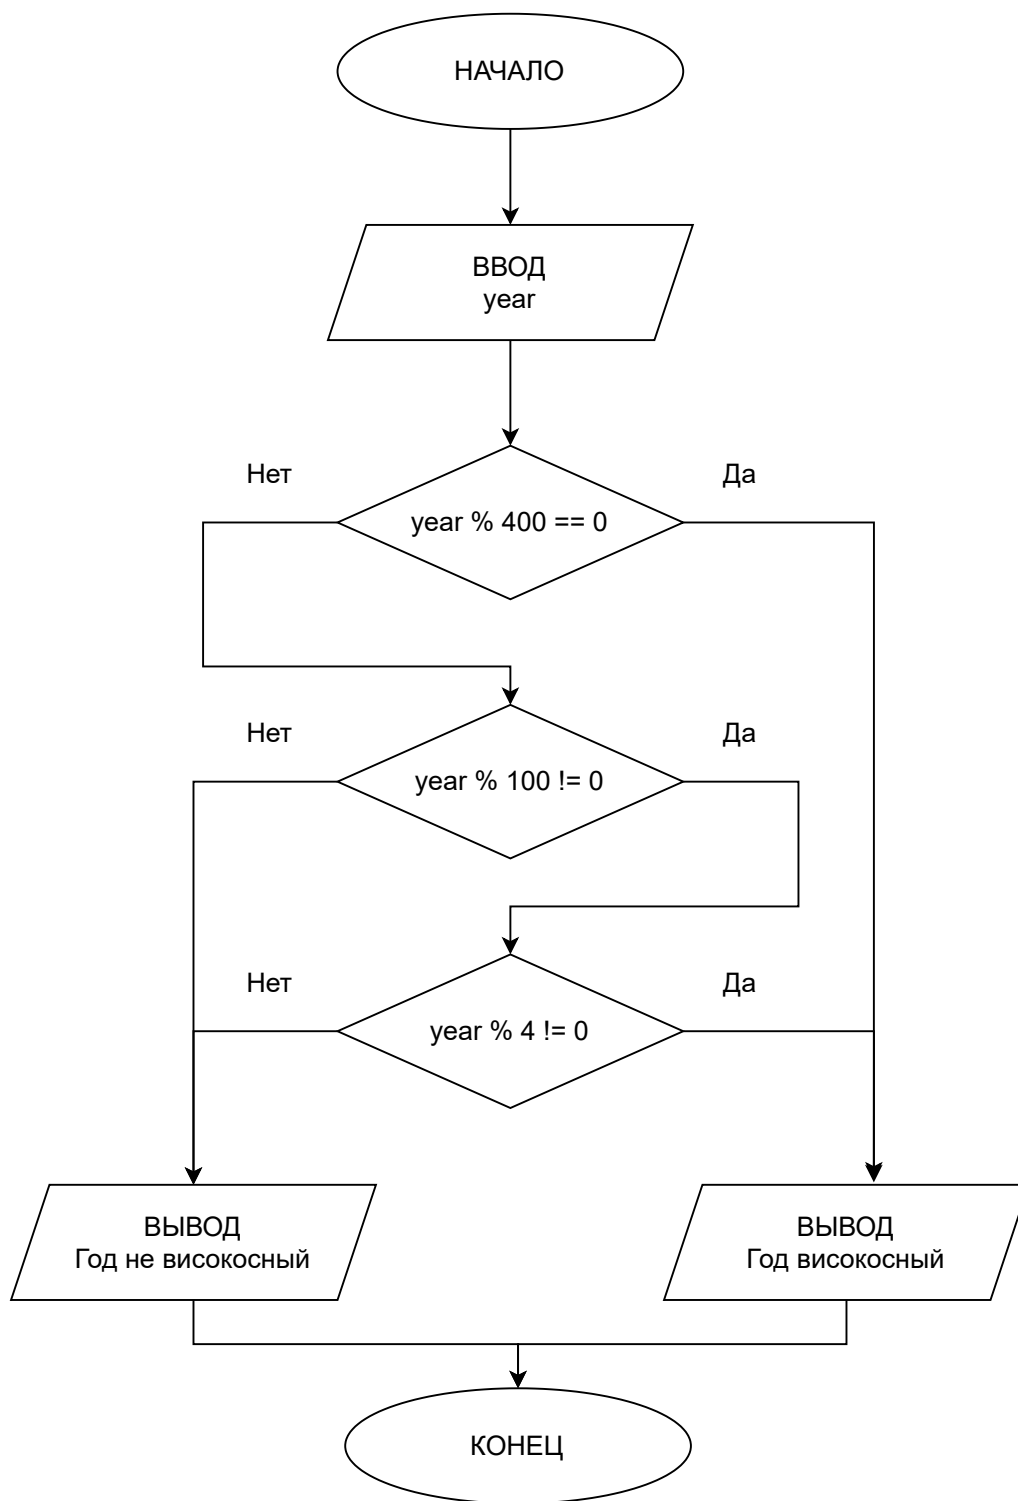 НАЧАЛО
ВВОД
year
Нет
Да
year % 400 == 0
Нет
Да
year % 100 != 0
Нет
Да
year % 4 != 0
ВЫВОД
Год не високосный
ВЫВОД
Год високосный
КОНЕЦ